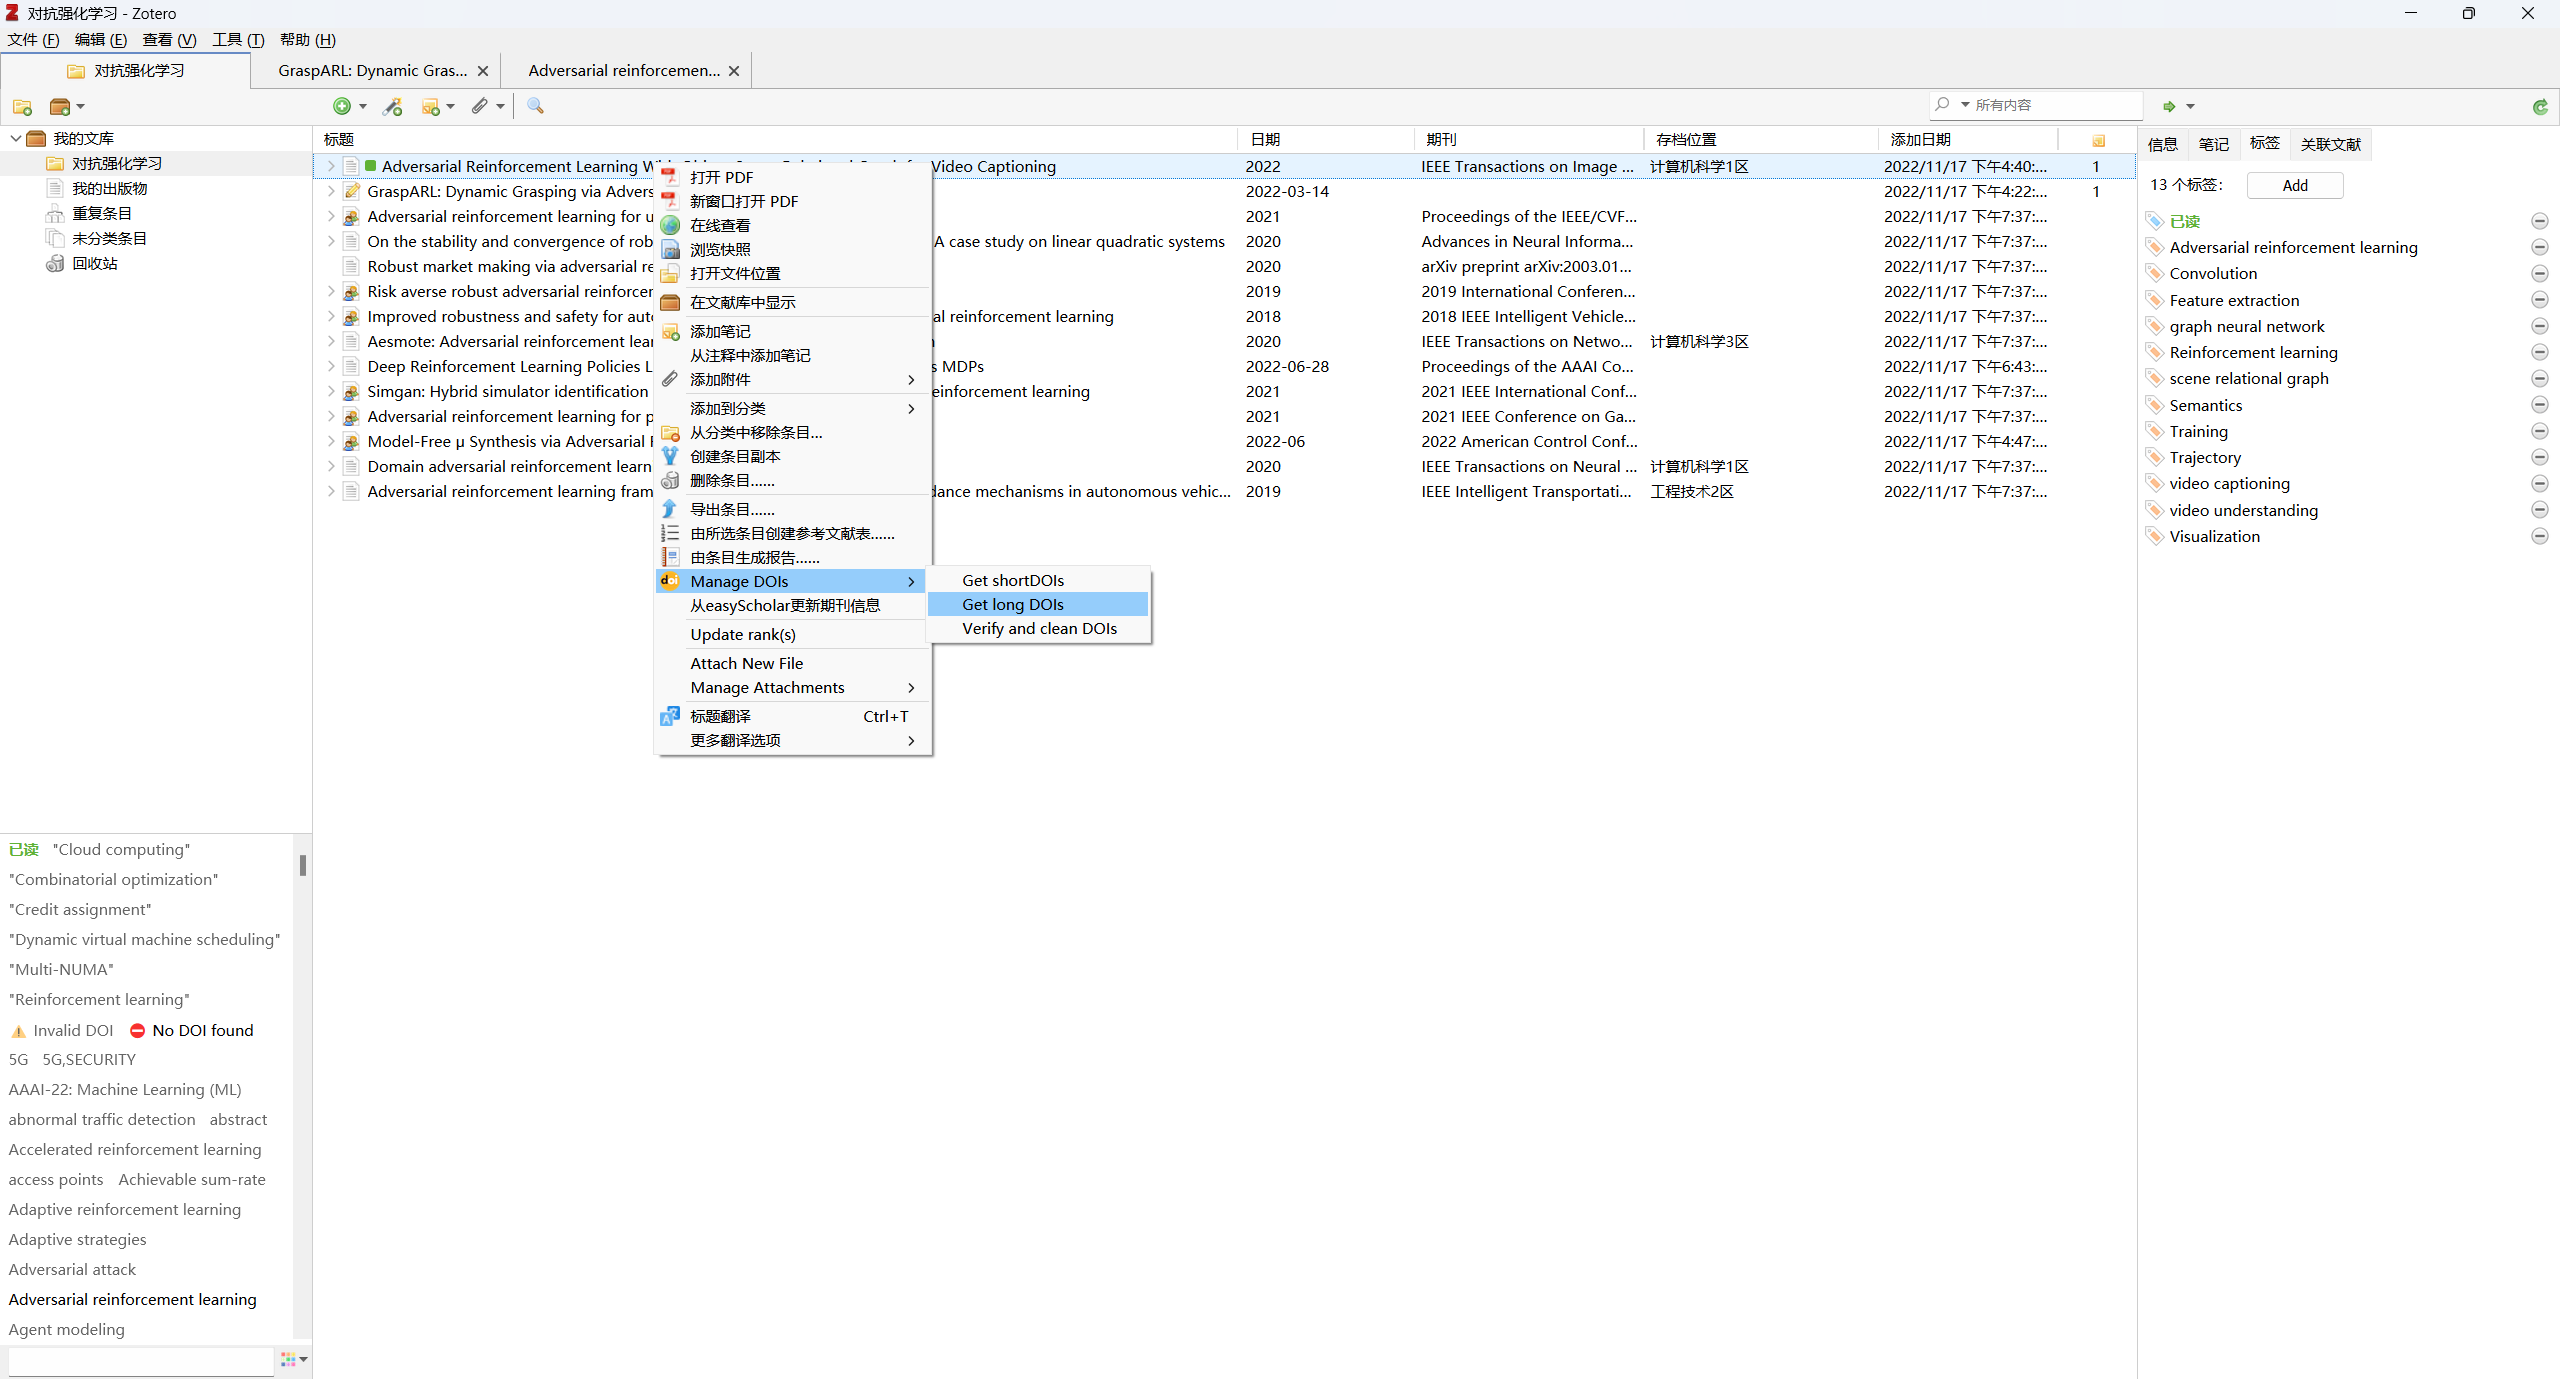 对抗强化学习 - Zotero
文件 (F) 编辑 (E) 查看 (V) 工具 (T) 帮助 (H)
对抗强化学习 GraspARL: Dynamic Gras... Adversarial reinforcemen...
所有内容
我的文库
对抗强化学习
我的出版物
重复条目
未分类条目
回收站
标题 日期 期刊 存档位置 添加日期
Adversarial Reinforcement Learning W Video Captioning 2022 IEEE Transactions on Image ... 计算机科学1区 2022/11/17 下午4:40:... 1
GraspARL: Dynamic Grasping via Advers 2022-03-14 2022/11/17 下午4:22:... 1
Adversarial reinforcement learning for u 2021 Proceedings of the IEEE/CVF... 2022/11/17 下午7:37:...
On the stability and convergence of rob A case study on linear quadratic systems 2020 Advances in Neural Informa... 2022/11/17 下午7:37:...
Robust market making via adversarial re 2020 arXiv preprint arXiv:2003.01... 2022/11/17 下午7:37:...
Risk averse robust adversarial reinforcer 2019 2019 International Conferen... 2022/11/17 下午7:37:...
Improved robustness and safety for auto al reinforcement learning 2018 2018 IEEE Intelligent Vehicle... 2022/11/17 下午7:37:...
Aesmote: Adversarial reinforcement lear 2020 IEEE Transactions on Netwo... 计算机科学3区 2022/11/17 下午7:37:...
Deep Reinforcement Learning Policies L s MDPs 2022-06-28 Proceedings of the AAAI Co... 2022/11/17 下午6:43:...
Simgan: Hybrid simulator identification einforcement learning 2021 2021 IEEE International Conf... 2022/11/17 下午7:37:...
Adversarial reinforcement learning for p 2021 2021 IEEE Conference on Ga... 2022/11/17 下午7:37:...
Model-Free μ Synthesis via Adversarial 2022-06 2022 American Control Conf... 2022/11/17 下午4:47:...
Domain adversarial reinforcement learn 2020 IEEE Transactions on Neural ... 计算机科学1区 2022/11/17 下午7:37:...
Adversarial reinforcement learning fram dance mechanisms in autonomous vehic... 2019 IEEE Intelligent Transportati... 工程技术2区 2022/11/17 下午7:37:...
打开 PDF
新窗口打开 PDF
在线查看
浏览快照
打开文件位置
在文献库中显示
添加笔记
从注释中添加笔记
添加附件
添加到分类
从分类中移除条目...
创建条目副本
删除条目......
导出条目......
由所选条目创建参考文献表......
由条目生成报告......
Manage DOIs
从easyScholar更新期刊信息
Update rank(s)
Attach New File
Manage Attachments
标题翻译 Ctrl+T
更多翻译选项
Get shortDOIs
Get long DOIs
Verify and clean DOIs
信息 笔记 标签 关联文献
13 个标签: Add
已读
Adversarial reinforcement learning
Convolution
Feature extraction
graph neural network
Reinforcement learning
scene relational graph
Semantics
Training
Trajectory
video captioning
video understanding
Visualization
已读 "Cloud computing"
"Combinatorial optimization"
"Credit assignment"
"Dynamic virtual machine scheduling"
"Multi-NUMA"
"Reinforcement learning"
Invalid DOI No DOI found
5G 5G,SECURITY
AAAI-22: Machine Learning (ML)
abnormal traffic detection abstract
Accelerated reinforcement learning
access points Achievable sum-rate
Adaptive reinforcement learning
Adaptive strategies
Adversarial attack
Adversarial reinforcement learning
Agent modeling